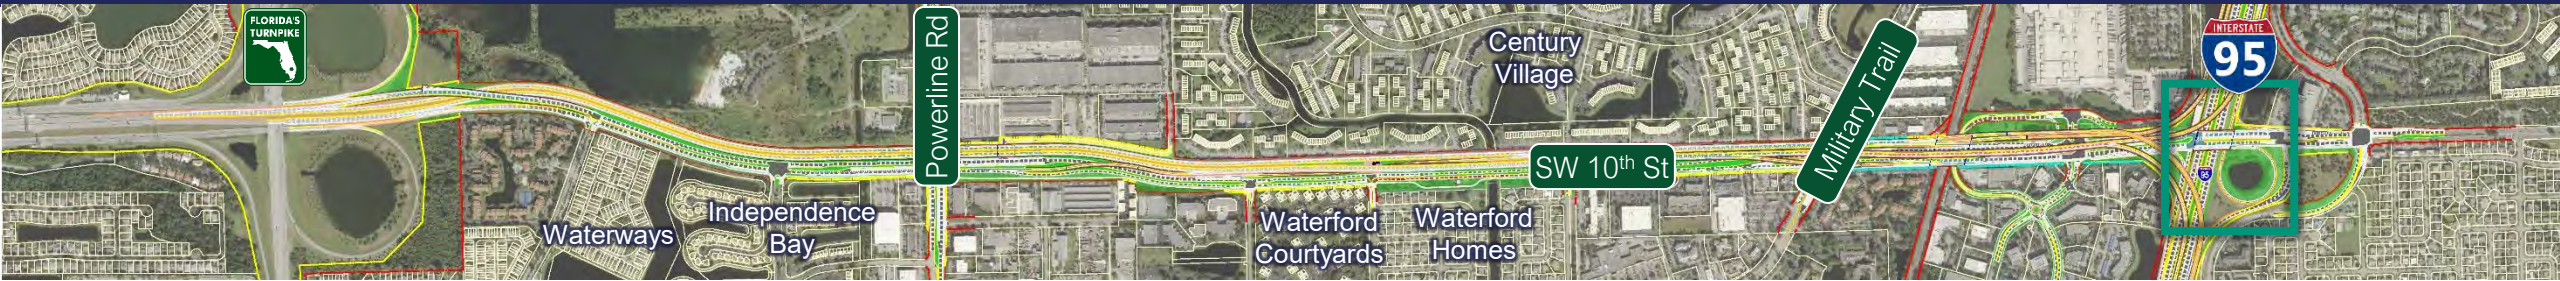 FLORIDA'S
TURNPIKE
Powerline Rd
Century
Village
Military Trail
INTERSTATE
95
SW 10th St
95
Waterways
Independence
Bay
Waterford
Courtyards
Waterford
Homes